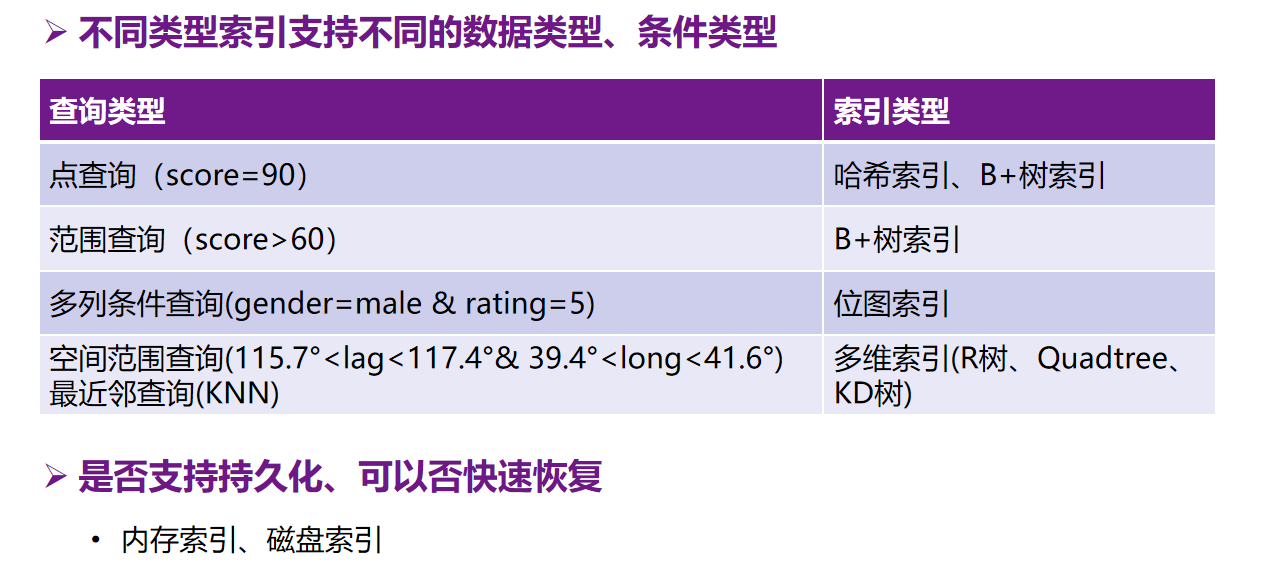 ➢ 不同类型索引支持不同的数据类型、条件类型
查询类型
索引类型
点查询（score=90）
哈希索引、B+树索引
范围查询（score>60）
B+树索引
多列条件查询(gender=male & rating=5)
位图索引
空间范围查询(115.7°<lag<117.4°& 39.4°<long<41.6°)
最近邻查询(KNN)
多维索引(R树、Quadtree、
KD树)
➢ 是否支持持久化、可以否快速恢复
• 内存索引、磁盘索引